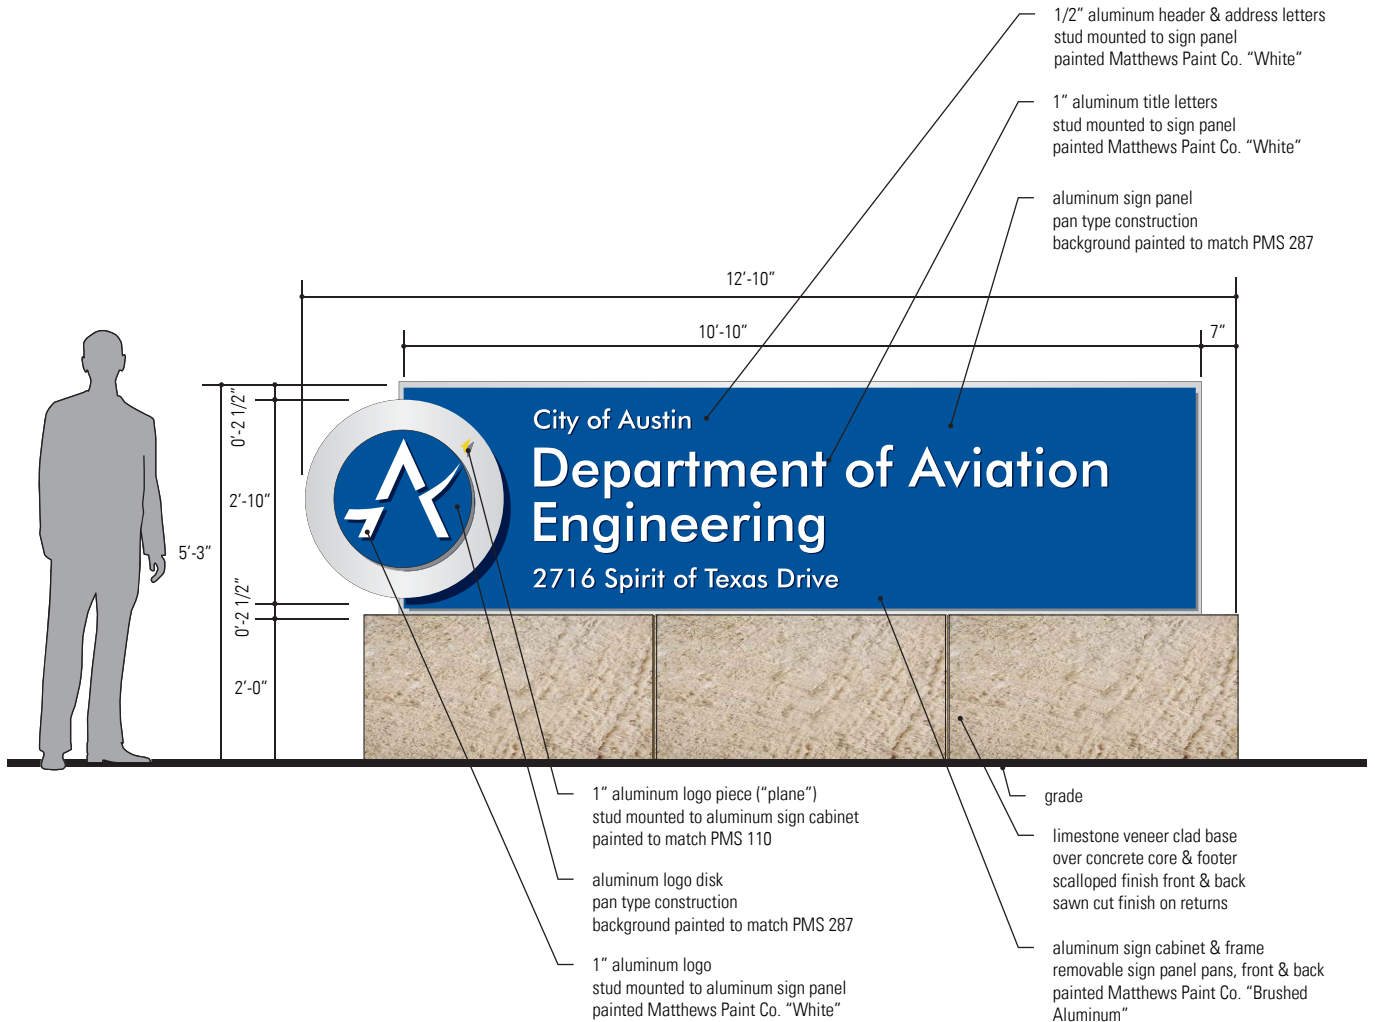 1/2” aluminum header & address letters
stud mounted to sign panel
painted Matthews Paint Co. “White”
1” aluminum title letters
stud mounted to sign panel
painted Matthews Paint Co. “White”
aluminum sign panel
pan type construction
background painted to match PMS 287
12’-10”
10’-10”
7”
0’-2 1/2”
2’-10”
5’-3”
0’-2 1/2”
2’-0”
City of Austin
Department of Aviation
Engineering
2716 Spirit of Texas Drive
1” aluminum logo piece (“plane”)
stud mounted to aluminum sign cabinet
painted to match PMS 110
aluminum logo disk
pan type construction
background painted to match PMS 287
1” aluminum logo
stud mounted to aluminum sign panel
painted Matthews Paint Co. “White”
grade
limestone veneer clad base
over concrete core & footer
scalloped finish front & back
sawn cut finish on returns
aluminum sign cabinet & frame
removable sign panel pans, front & back
painted Matthews Paint Co. “Brushed
Aluminum”